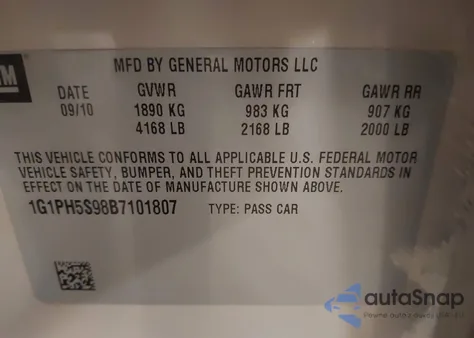 GM
MFD BY GENERAL MOTORS LLC
DATE GVWR GAWR FRT GAWR RR
09/10 1890 KG 983 KG 907 KG
4168 LB 2168 LB 2000 LB
THIS VEHICLE CONFORMS TO ALL APPLICABLE U.S. FEDERAL MOTOR
VEHICLE SAFETY, BUMPER, AND THEFT PREVENTION STANDARDS IN
EFFECT ON THE DATE OF MANUFACTURE SHOWN ABOVE.
1G1PH5S98B7101807 TYPE: PASS CAR
autaSnap